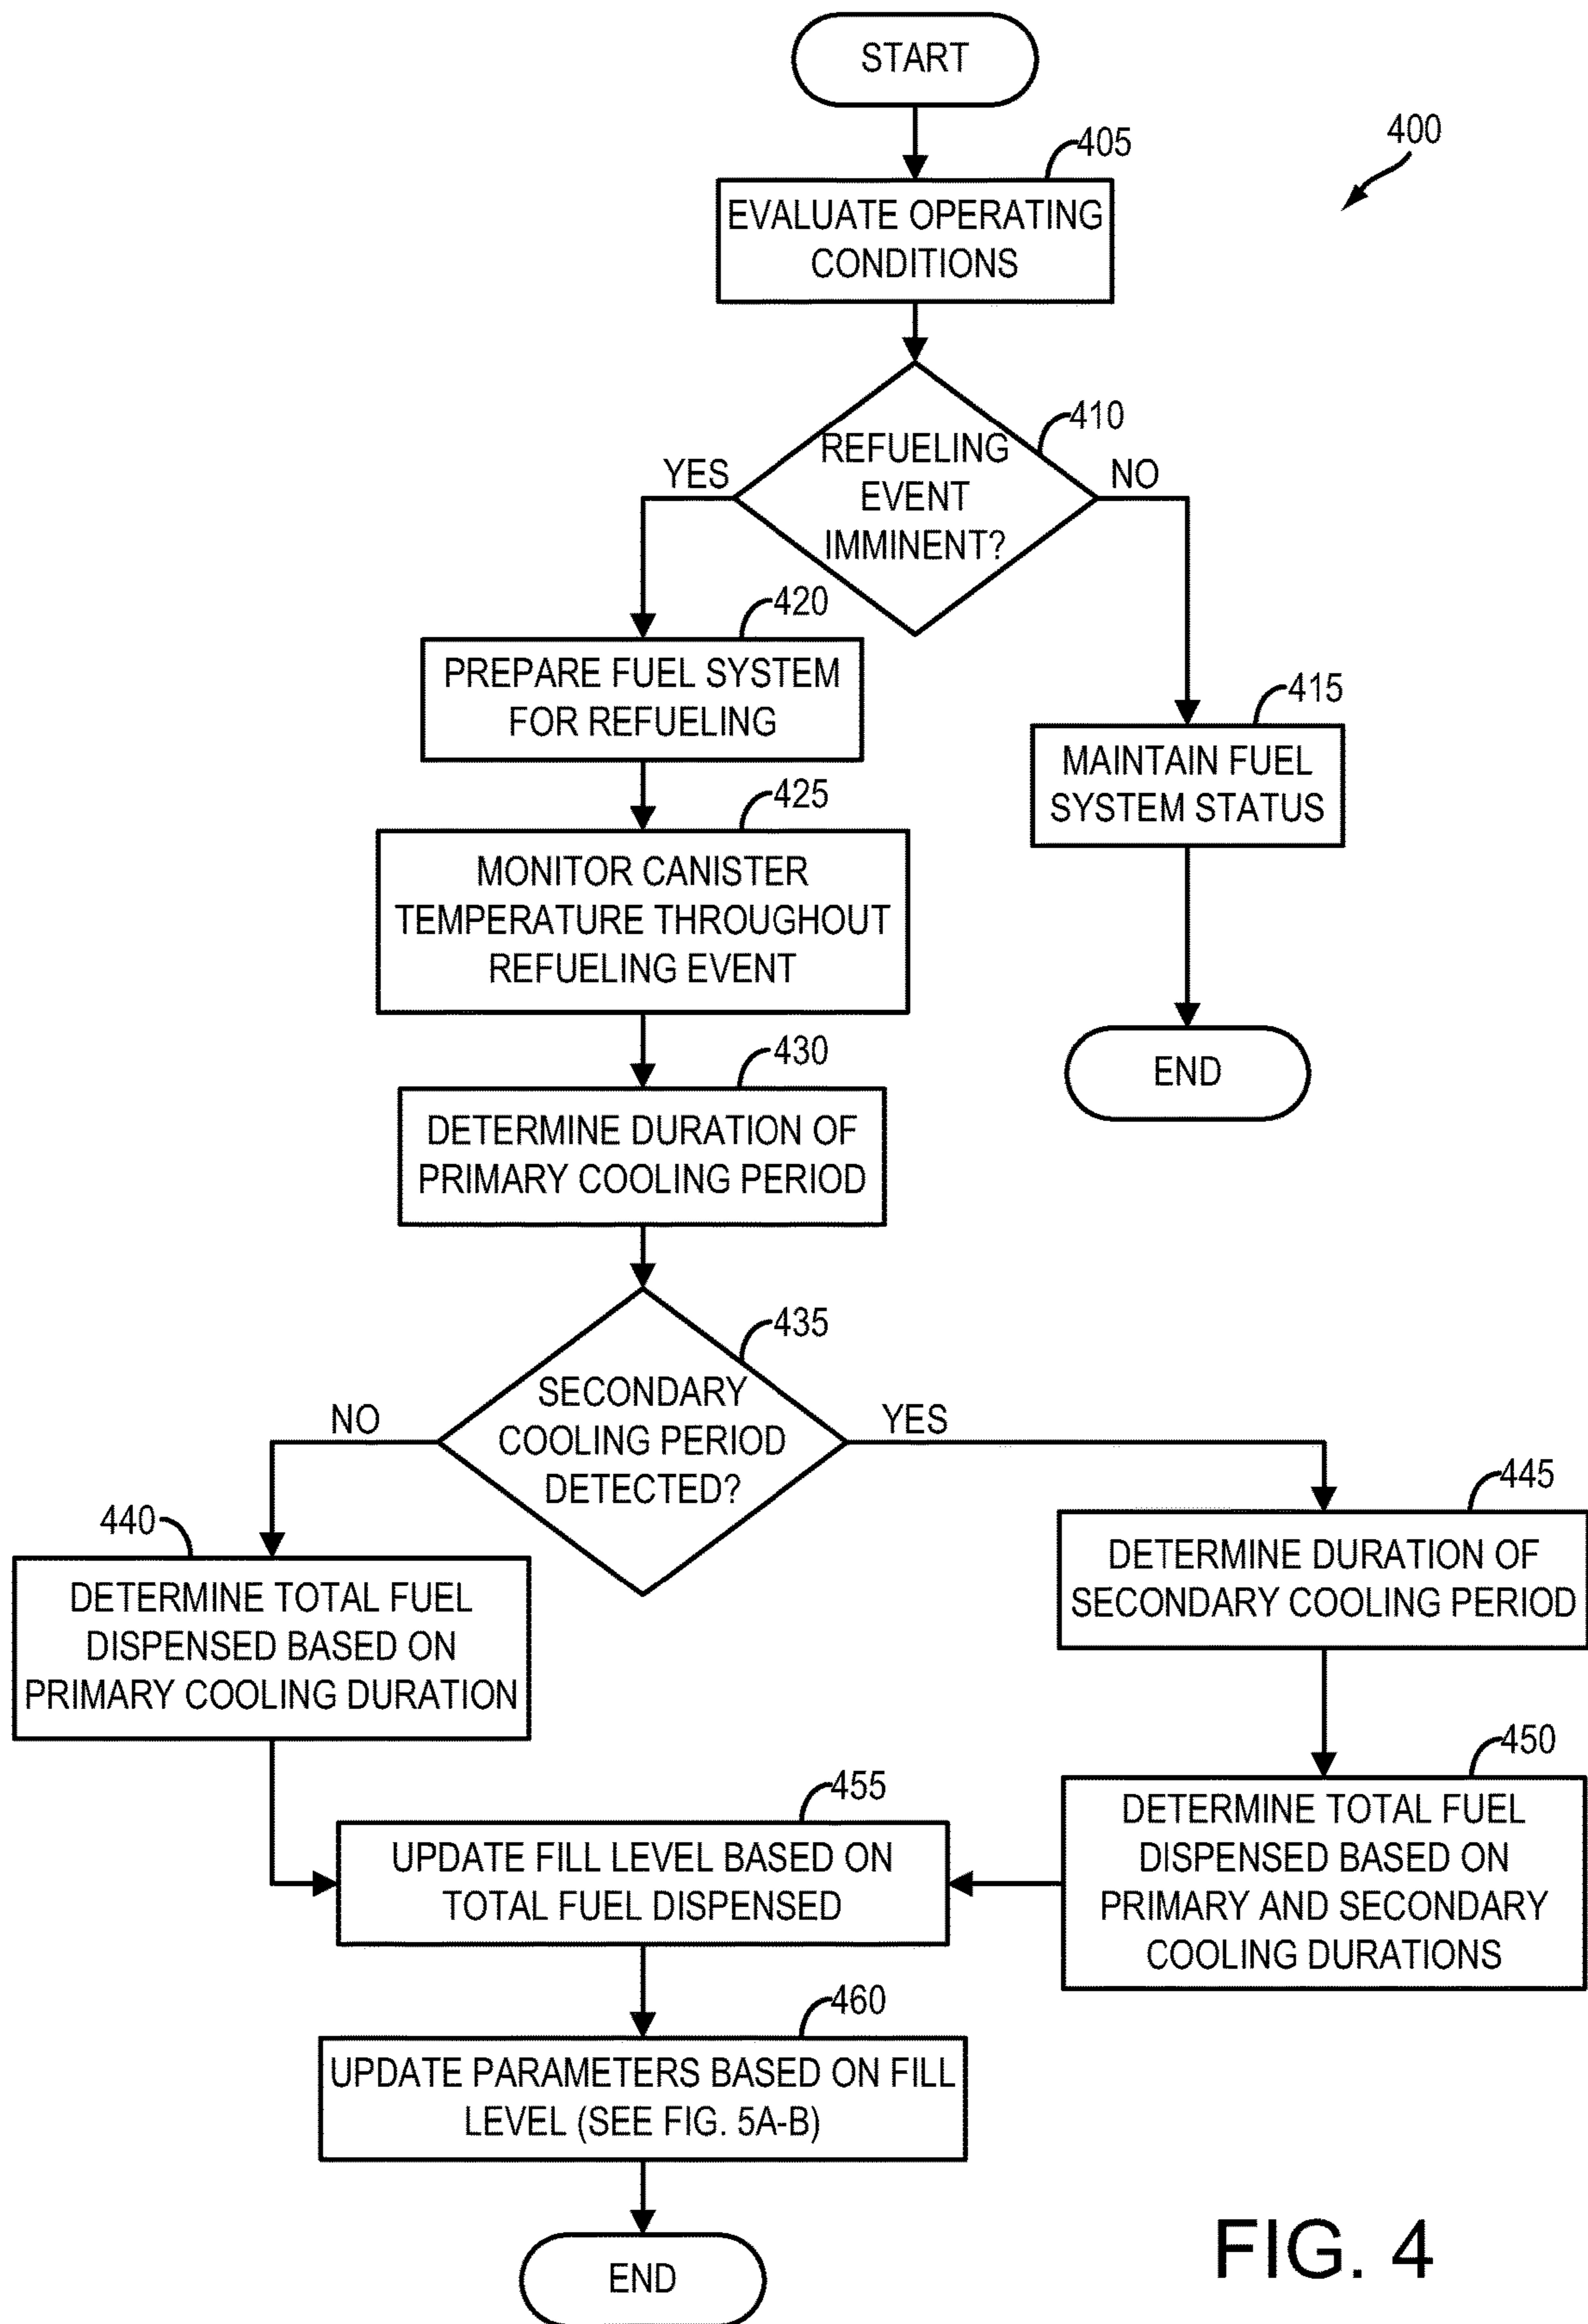 START
400
405
EVALUATE OPERATING
CONDITIONS
410
REFUELING
EVENT
IMMINENT?
YES
NO
420
PREPARE FUEL SYSTEM
FOR REFUELING
415
MAINTAIN FUEL
SYSTEM STATUS
425
MONITOR CANISTER
TEMPERATURE THROUGHOUT
REFUELING EVENT
END
430
DETERMINE DURATION OF
PRIMARY COOLING PERIOD
435
SECONDARY
COOLING PERIOD
DETECTED?
NO
YES
440
DETERMINE TOTAL FUEL
DISPENSED BASED ON
PRIMARY COOLING DURATION
445
DETERMINE DURATION OF
SECONDARY COOLING PERIOD
450
DETERMINE TOTAL FUEL
DISPENSED BASED ON
PRIMARY AND SECONDARY
COOLING DURATIONS
455
UPDATE FILL LEVEL BASED ON
TOTAL FUEL DISPENSED
460
UPDATE PARAMETERS BASED ON FILL
LEVEL (SEE FIG. 5A-B)
END
FIG. 4